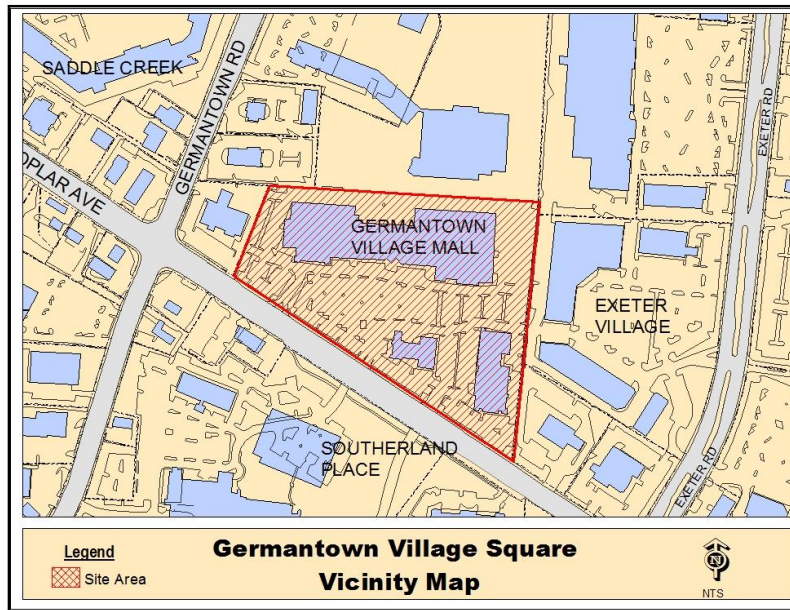 SADDLE CREEK
GERMANTOWN RD
EXETER RD
OPLAR AVE
GERMANTOWN
VILLAGE MALL
EXETER
VILLAGE
SOUTHERLAND
PLACE
EXETER RD
Legend
Site Area
Germantown Village Square
Vicinity Map
N
NTS